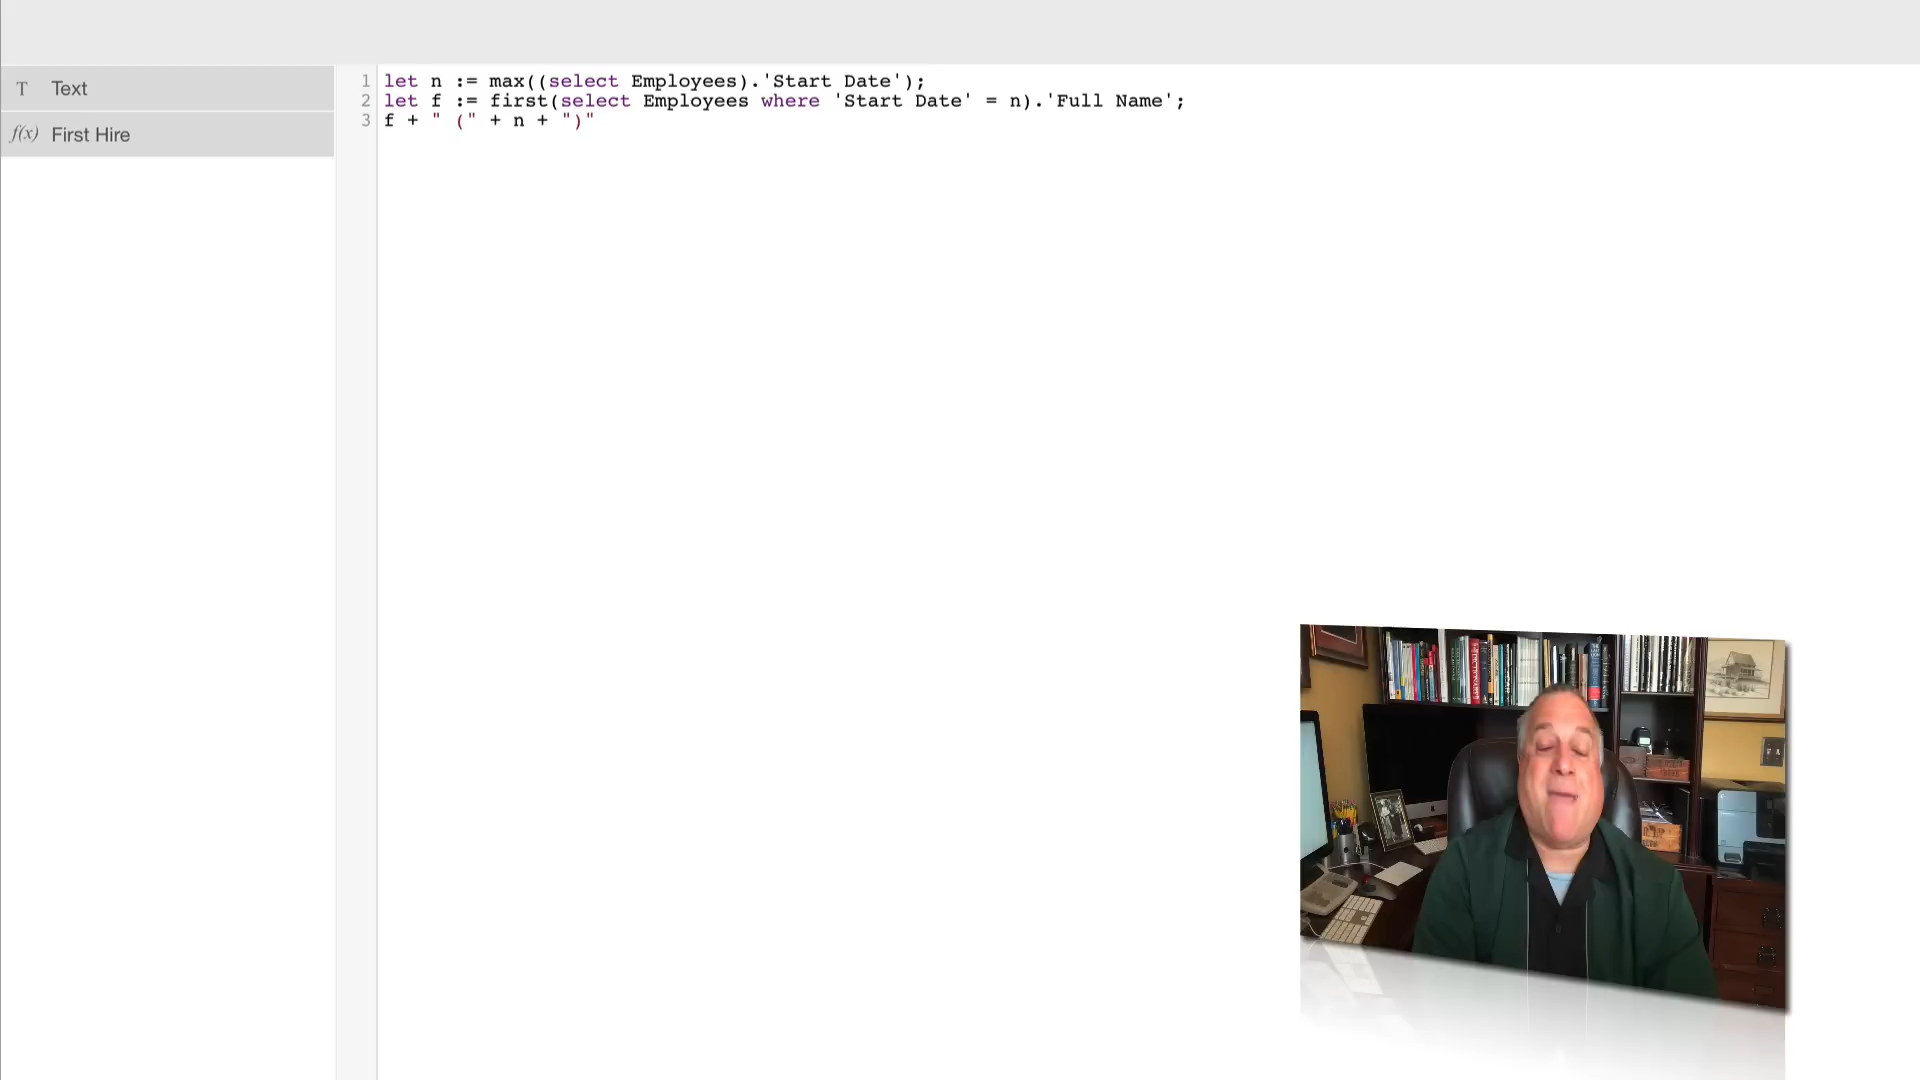 Text
f(x) First Hire
1 let n := max((select Employees).'Start Date');
2 let f := first(select Employees where 'Start Date' = n).'Full Name';
3 f + " (" + n + ")"